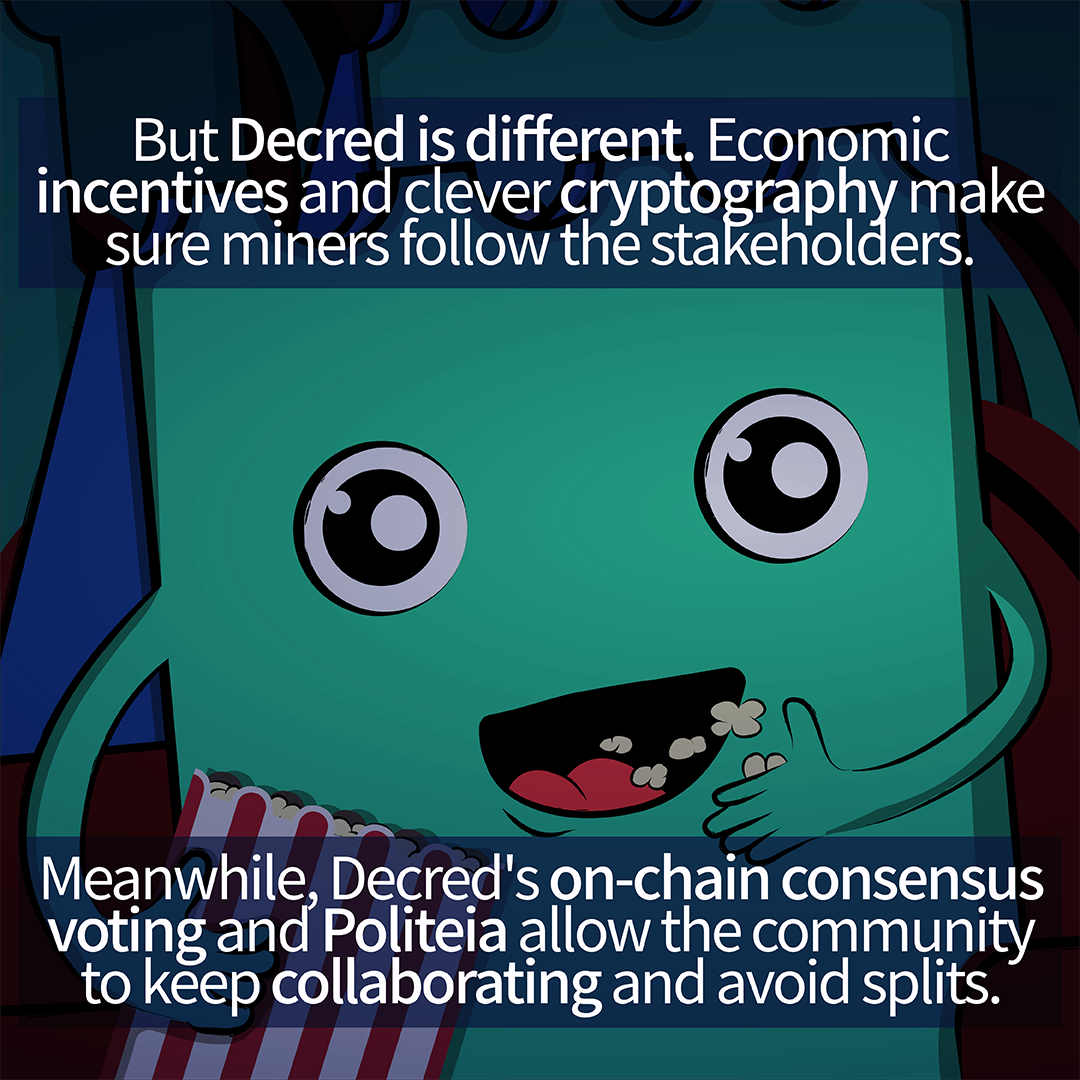 But Decred is different. Economic
incentives and clever cryptography make
sure miners follow the stakeholders.
Meanwhile, Decred's on-chain consensus
voting and Politeia allow the community
to keep collaborating and avoid splits.